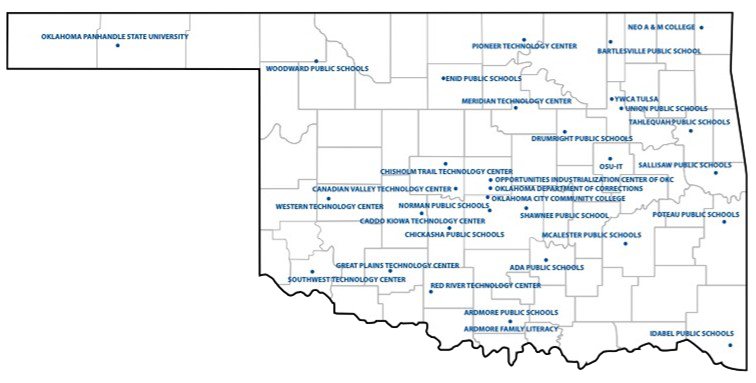 NEO A & M COLLEGE
OKLAHOMA PANHANDLE STATE UNIVERSITY
PIONEER TECHNOLOGY CENTER
BARTLESVILLE PUBLIC SCHOOL
WOODWARD PUBLIC SCHOOLS
ENID PUBLIC SCHOOLS
MERIDIAN TECHNOLOGY CENTER
YWCA TULSA
UNION PUBLIC SCHOOLS
TAHLEQUAH PUBLIC SCHOOLS
DRUMRIGHT PUBLIC SCHOOLS
OSU-IT
SALLISAW PUBLIC SCHOOLS
CHISHOLM TRAIL TECHNOLOGY CENTER
OPPORTUNITIES INDUSTRIALIZATION CENTER OF OKC
CANADIAN VALLEY TECHNOLOGY CENTER
OKLAHOMA DEPARTMENT OF CORRECTIONS
OKLAHOMA CITY COMMUNITY COLLEGE
WESTERN TECHNOLOGY CENTER
NORMAN PUBLIC SCHOOLS
SHAWNEE PUBLIC SCHOOL
POTEAU PUBLIC SCHOOLS
CADDO KIOWA TECHNOLOGY CENTER
CHICKASHA PUBLIC SCHOOLS
MCALESTER PUBLIC SCHOOLS
GREAT PLAINS TECHNOLOGY CENTER
ADA PUBLIC SCHOOLS
SOUTHWEST TECHNOLOGY CENTER
RED RIVER TECHNOLOGY CENTER
ARDMORE PUBLIC SCHOOLS
ARDMORE FAMILY LITERACY
IDABEL PUBLIC SCHOOLS